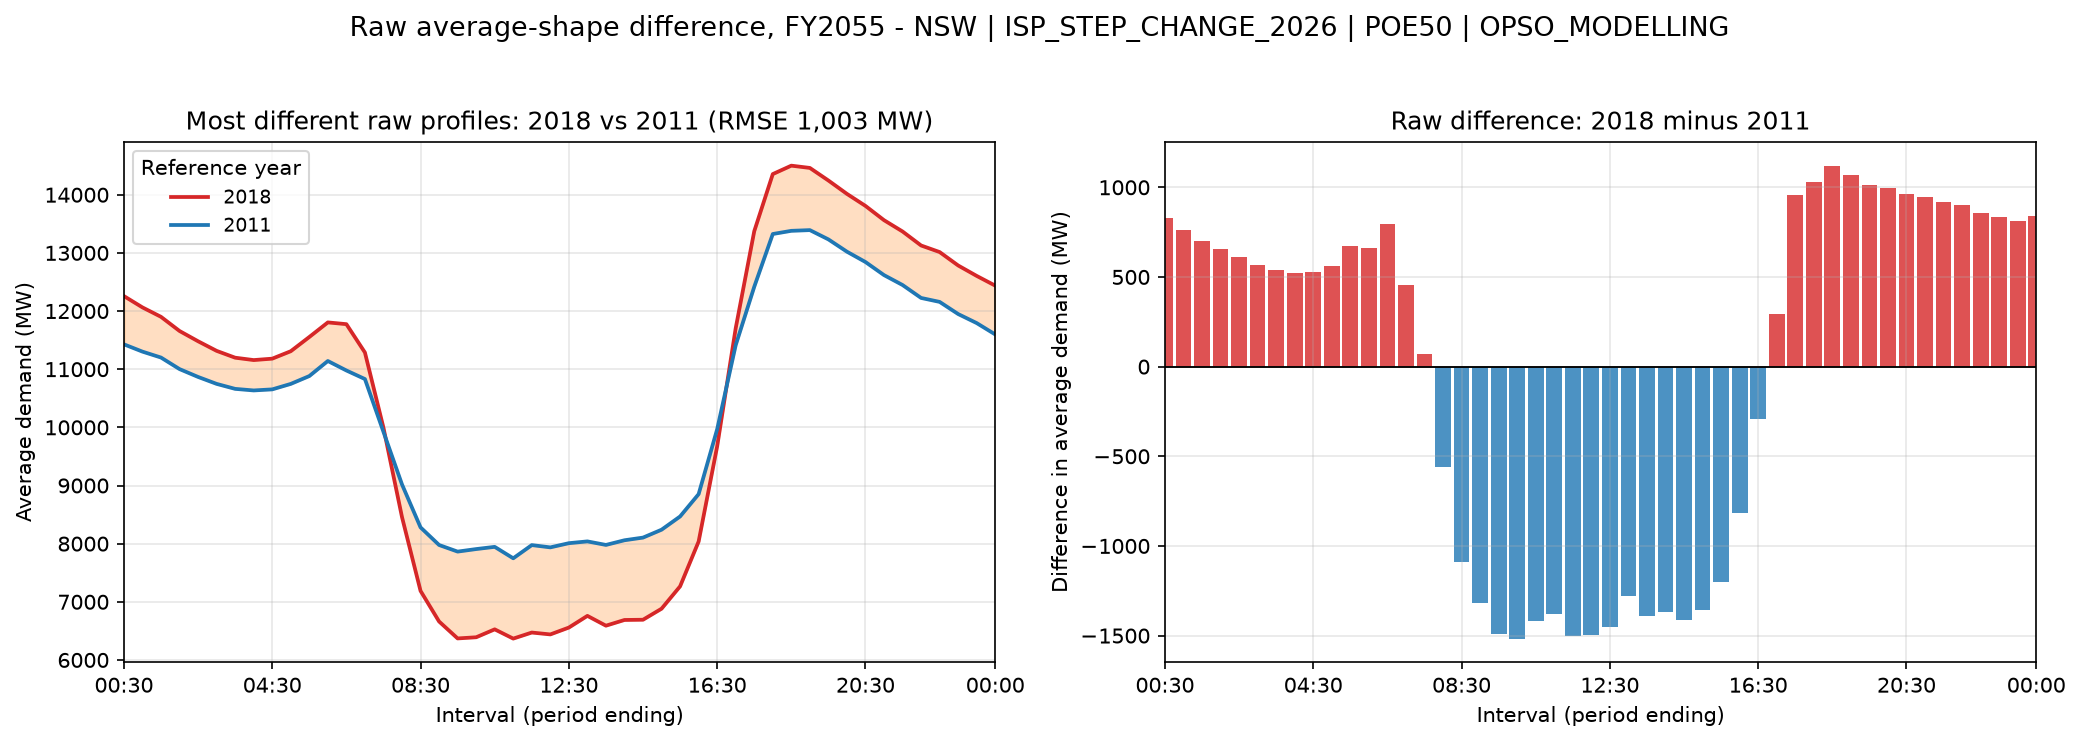 Raw average-shape difference, FY2055 - NSW | ISP_STEP_CHANGE_2026 | POE50 | OPSO_MODELLING
Most different raw profiles: 2018 vs 2011 (RMSE 1,003 MW)
Reference year
2018
2011
Average demand (MW)
14000
13000
12000
11000
10000
9000
8000
7000
6000
00:30 04:30 08:30 12:30 16:30 20:30 00:00
Interval (period ending)
Raw difference: 2018 minus 2011
Difference in average demand (MW)
1000
500
0
−500
−1000
−1500
00:30 04:30 08:30 12:30 16:30 20:30 00:00
Interval (period ending)